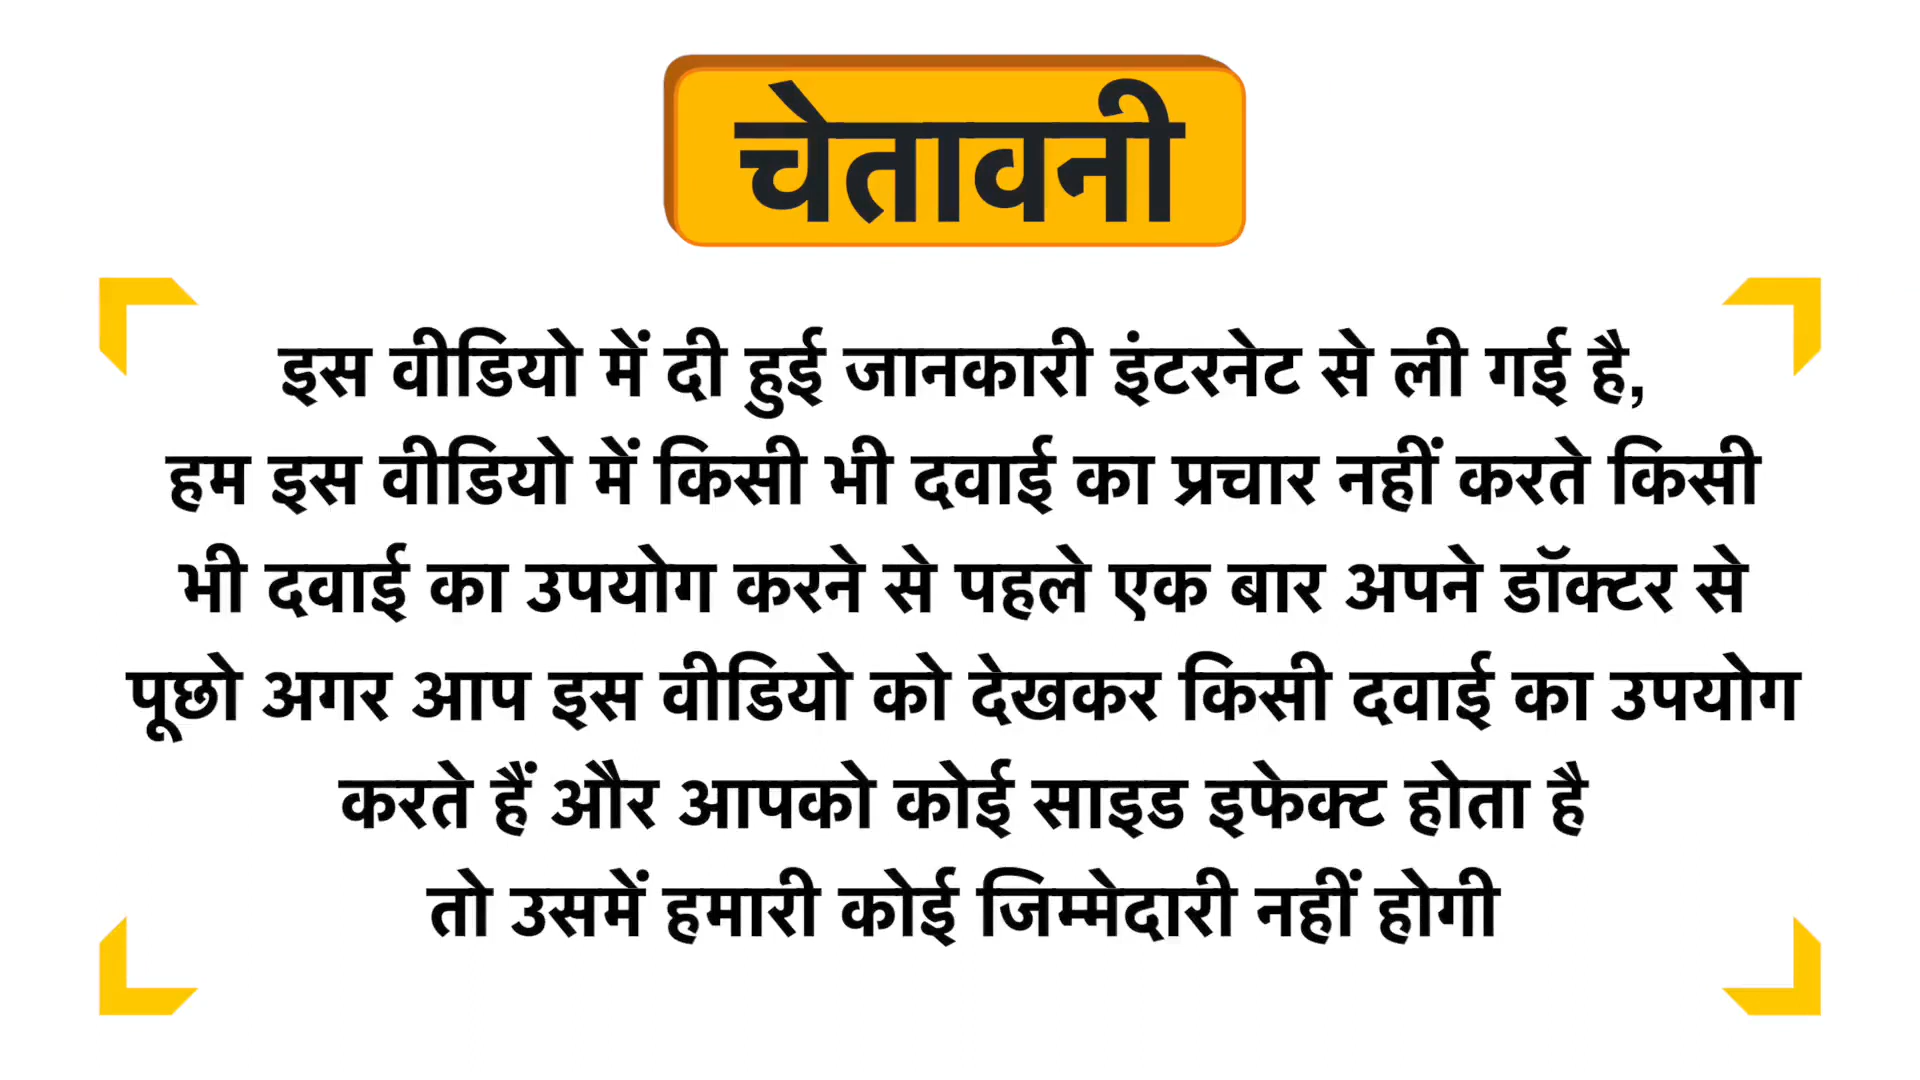 चेतावनी
इस वीडियो में दी हुई जानकारी इंटरनेट से ली गई है,
हम इस वीडियो में किसी भी दवाई का प्रचार नहीं करते किसी
भी दवाई का उपयोग करने से पहले एक बार अपने डॉक्टर से
पूछो अगर आप इस वीडियो को देखकर किसी दवाई का उपयोग
करते हैं और आपको कोई साइड इफेक्ट होता है
तो उसमें हमारी कोई जिम्मेदारी नहीं होगी